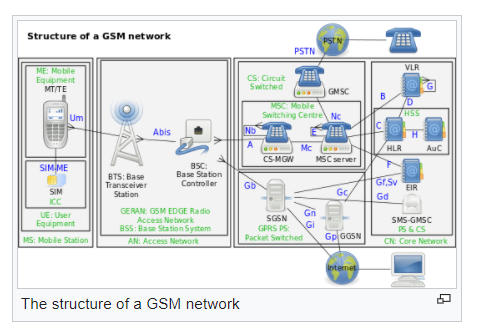 Structure of a GSM network
PSTN
PSTN
ME: Mobile
Equipment
MT/TE
Um
SIM-ME
SIM
ICC
UE: User
Equipment
MS: Mobile Station
Abis
BTS: Base
Transceiver
Station
BSC:
Base Station
Controller
GERAN: GSM EDGE Radio
Access Network
BSS: Base Station System
AN: Access Network
CS: Circuit
Switched
GMSC
MSC: Mobile
Switching Centre
Nb
A
CS-MGW
Mc
E
Nc
MSC server
VLR
B
G
D
HSS
C
H
HLR
AuC
F
EIR
Gf,Sv
Gd
Gb
Gc
SGSN
GPRS PS:
Packet Switched
Gn
Gi
Gp
GGSN
SMS-GMSC
PS & CS
CN: Core Network
Internet
The structure of a GSM network